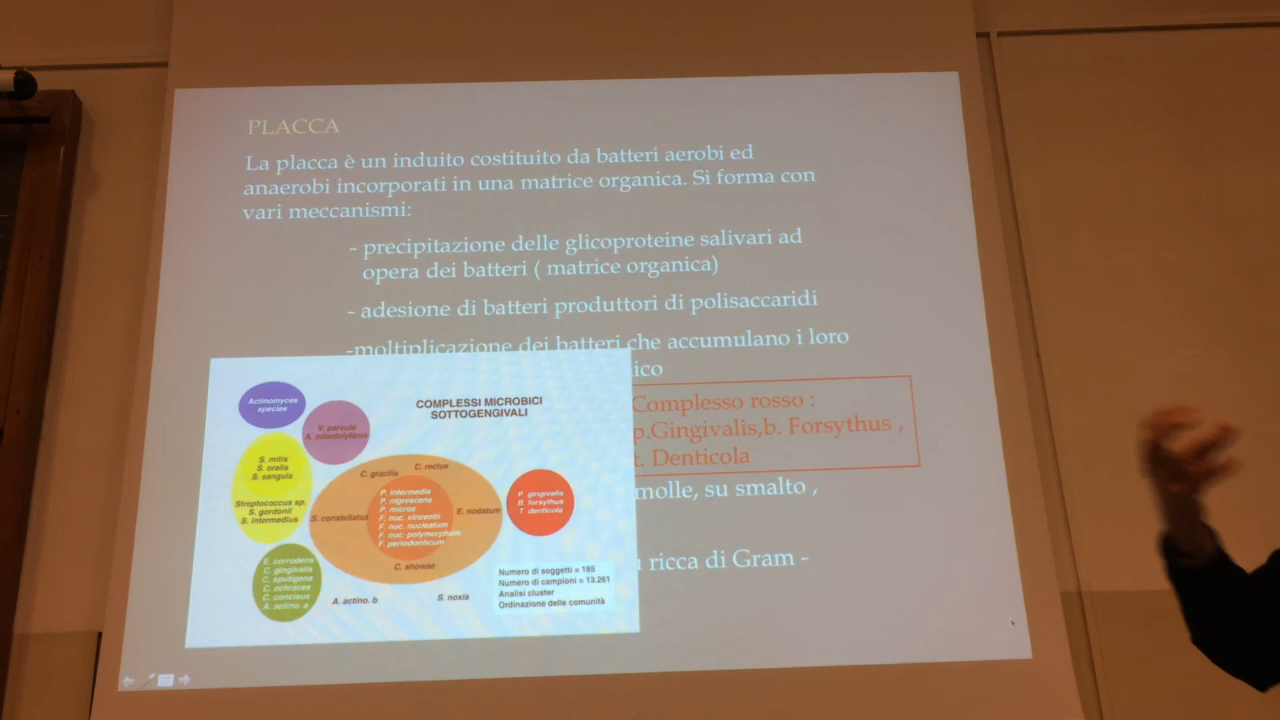 PLACCA
La placca è un induito costituito da batteri aerobi ed
anaerobi incorporati in una matrice organica. Si forma con
vari meccanismi:
- precipitazione delle glicoproteine salivari ad
opera dei batteri ( matrice organica)
- adesione di batteri produttori di polisaccaridi
-moltiplicazione dei batteri che accumulano i loro
ico
Complesso rosso :
p.Gingivalis,b. Forsythus ,
t. Denticola
molle, su smalto ,
ricca di Gram -
COMPLESSI MICROBICI
SOTTOGENGIVALI
Actinomyces
species
V. parvula
A. odontolyticus
S. mitis
S. oralis
S. sanguis
Streptococcus sp.
S. gordonii
S. intermedius
E. corrodens
C. gingivalis
C. sputigena
C. ochracea
C. concisus
A. actino. a
C. gracilis
C. rectus
S. constellatus
P. intermedia
P. nigrescens
P. micros
F. nuc. vincentii
F. nuc. nucleatum
F. nuc. polymorphum
F. periodonticum
E. nodatum
C. showae
P. gingivalis
B. forsythus
T. denticola
A. actino. b
S. noxia
Numero di soggetti = 185
Numero di campioni = 13.261
Analisi cluster
Ordinazione delle comunità